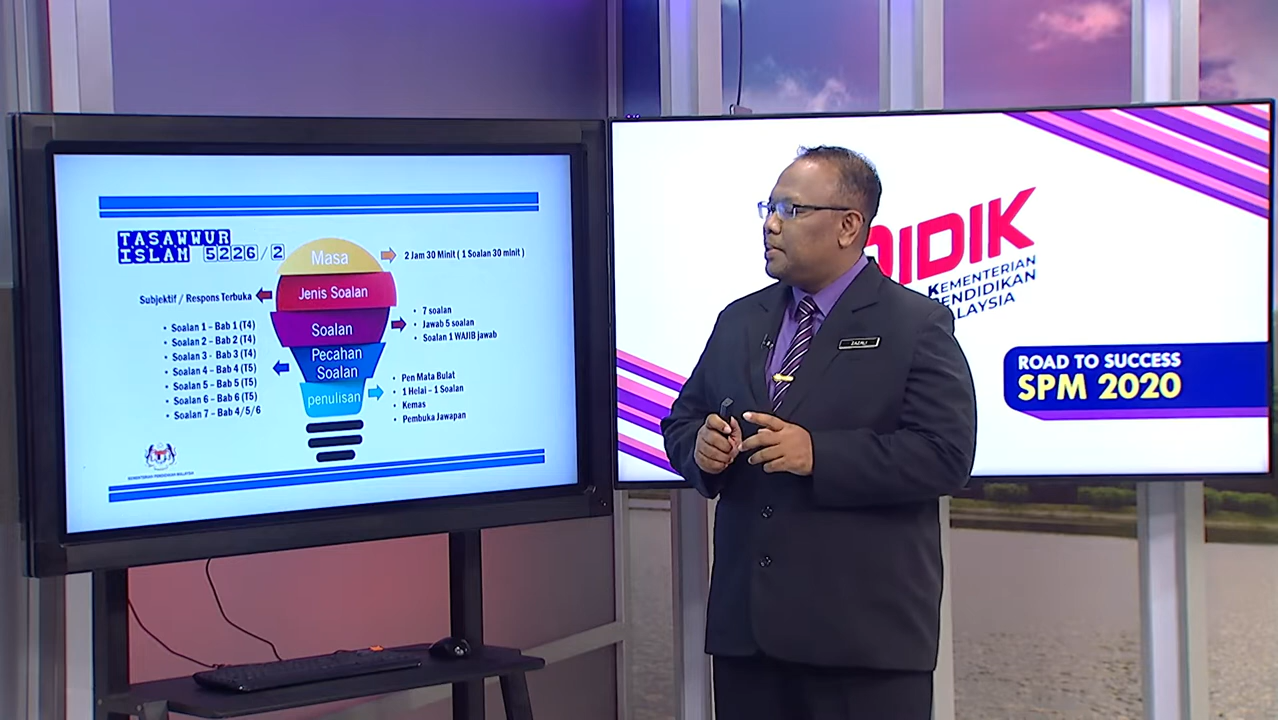 TASAWWUR
ISLAM 5226/2
Masa
2 Jam 30 Minit ( 1 Soalan 30 minit )
Jenis Soalan
Subjektif / Respons Terbuka
Soalan
• 7 soalan
• Jawab 5 soalan
• Soalan 1 WAJIB jawab
Pecahan
Soalan
• Soalan 1 – Bab 1 (T4)
• Soalan 2 – Bab 2 (T4)
• Soalan 3 – Bab 3 (T4)
• Soalan 4 – Bab 4 (T5)
• Soalan 5 – Bab 5 (T5)
• Soalan 6 – Bab 6 (T5)
• Soalan 7 – Bab 4/5/6
penulisan
• Pen Mata Bulat
• 1 Helai – 1 Soalan
• Kemas
• Pembuka Jawapan
KEMENTERIAN PENDIDIKAN MALAYSIA
DIDIK
KEMENTERIAN
PENDIDIKAN
MALAYSIA
ROAD TO SUCCESS
SPM 2020
ZAZALI